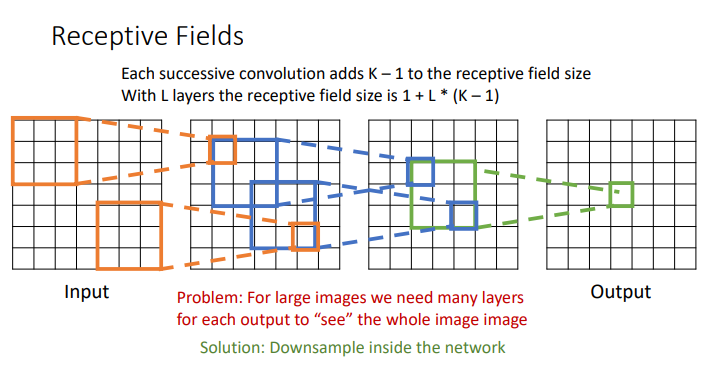 Receptive Fields
Each successive convolution adds K – 1 to the receptive field size
With L layers the receptive field size is 1 + L * (K – 1)
Input
Output
Problem: For large images we need many layers
for each output to “see” the whole image image
Solution: Downsample inside the network